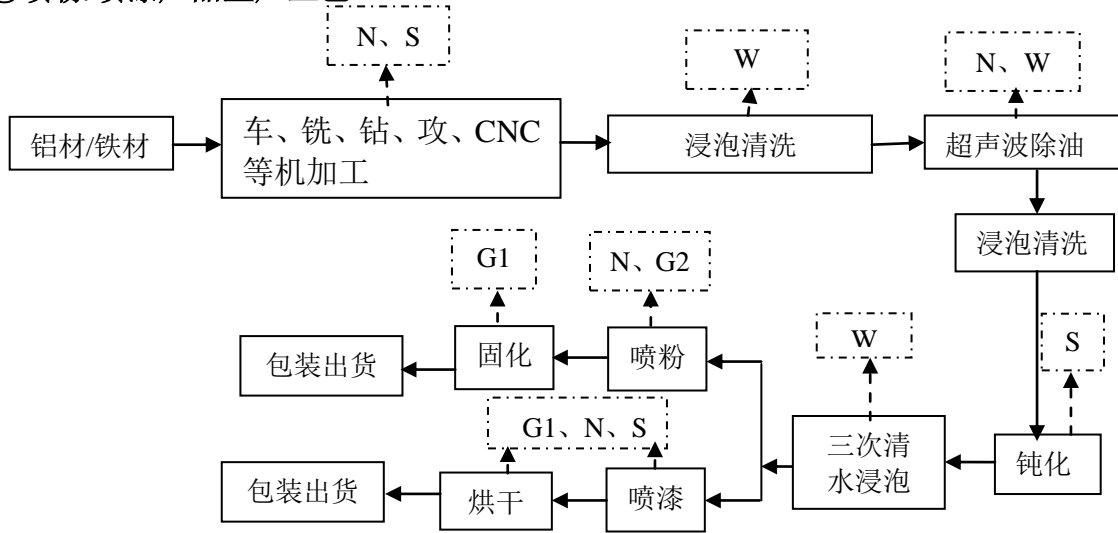 N、S
W
N、W
铝材/铁材
车、铣、钻、攻、CNC
等机加工
浸泡清洗
超声波除油
浸泡清洗
G1
N、G2
W
S
包装出货
固化
喷粉
G1、N、S
三次清
水浸泡
钝化
包装出货
烘干
喷漆